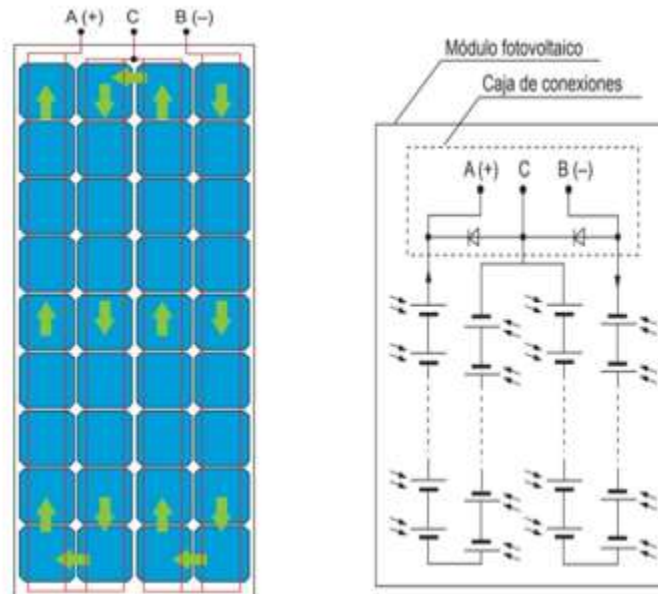 A (+) C B (–)
Módulo fotovoltaico
Caja de conexiones
A (+) C B (–)